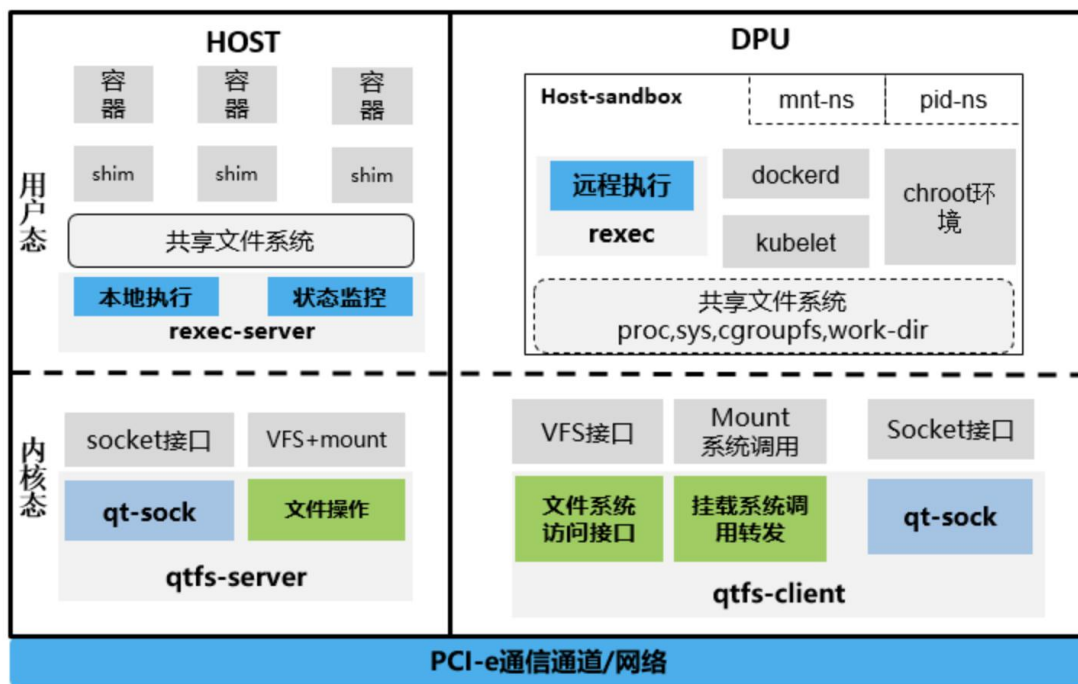 HOST
容
器
容
器
容
器
shim
shim
shim
用户态
共享文件系统
本地执行
状态监控
rexec-server
DPU
Host-sandbox
mnt-ns
pid-ns
远程执行
rexec
dockerd
kubelet
chroot环
境
共享文件系统
proc,sys,cgroupfs,work-dir
内核态
socket接口
VFS+mount
qt-sock
文件操作
qtfs-server
VFS接口
Mount
系统调用
Socket接口
文件系统
访问接口
挂载系统调
用转发
qt-sock
qtfs-client
PCI-e通信通道/网络